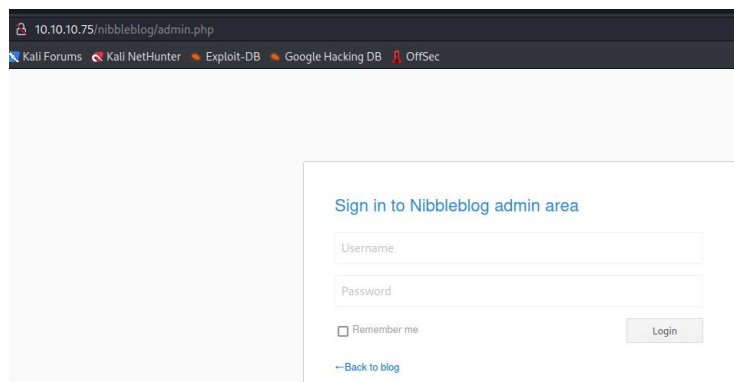 10.10.10.75/nibbleblog/admin.php
Kali Forums Kali NetHunter Exploit-DB Google Hacking DB OffSec
Sign in to Nibbleblog admin area
Username
Password
Remember me Login
←Back to blog